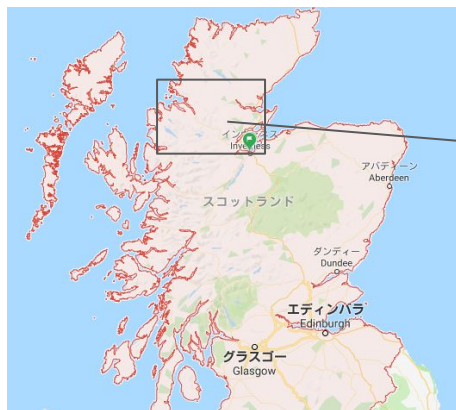 インヴァネス
Inverness
アバディーン
Aberdeen
スコットランド
ダンディー
Dundee
エディンバラ
Edinburgh
グラスゴー
Glasgow